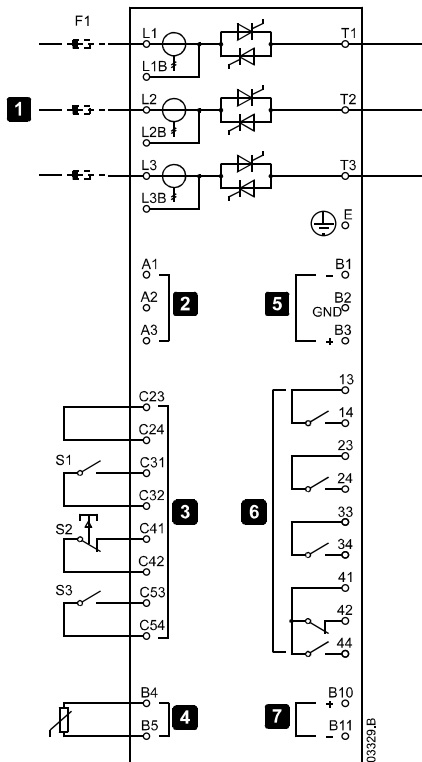 F1 L1 T1
L1B
1 L2 T2
L2B
L3 T3
L3B
E
A1 B1
-
A2 2 5 B2
GND
A3 + B3
C23 13
C24 14
S1 C31 23
C32 24
3 6
S2 C41 33
C42 34
S3 C53 41
42
C54 44
B4 + B10
4 7
B5 - B11
03329.B